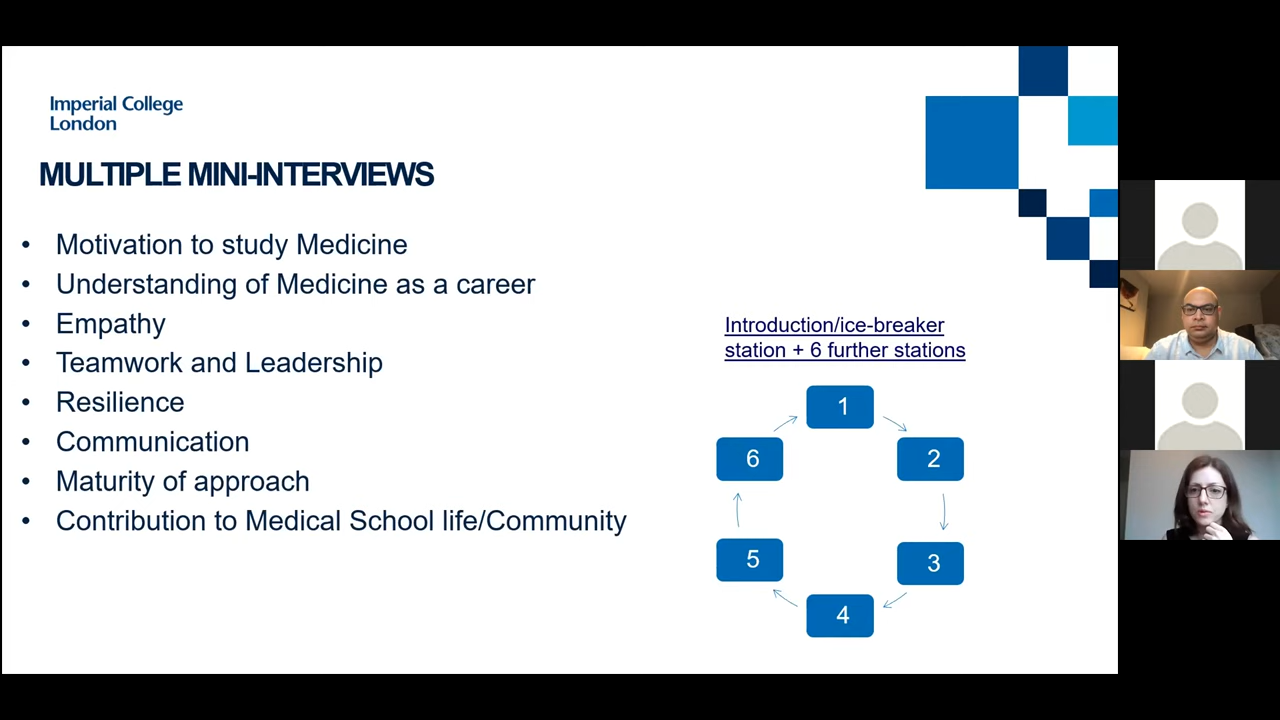 Imperial College
London
MULTIPLE MINI-INTERVIEWS
• Motivation to study Medicine
• Understanding of Medicine as a career
• Empathy
• Teamwork and Leadership
• Resilience
• Communication
• Maturity of approach
• Contribution to Medical School life/Community
Introduction/ice-breaker
station + 6 further stations
1
2
3
4
5
6